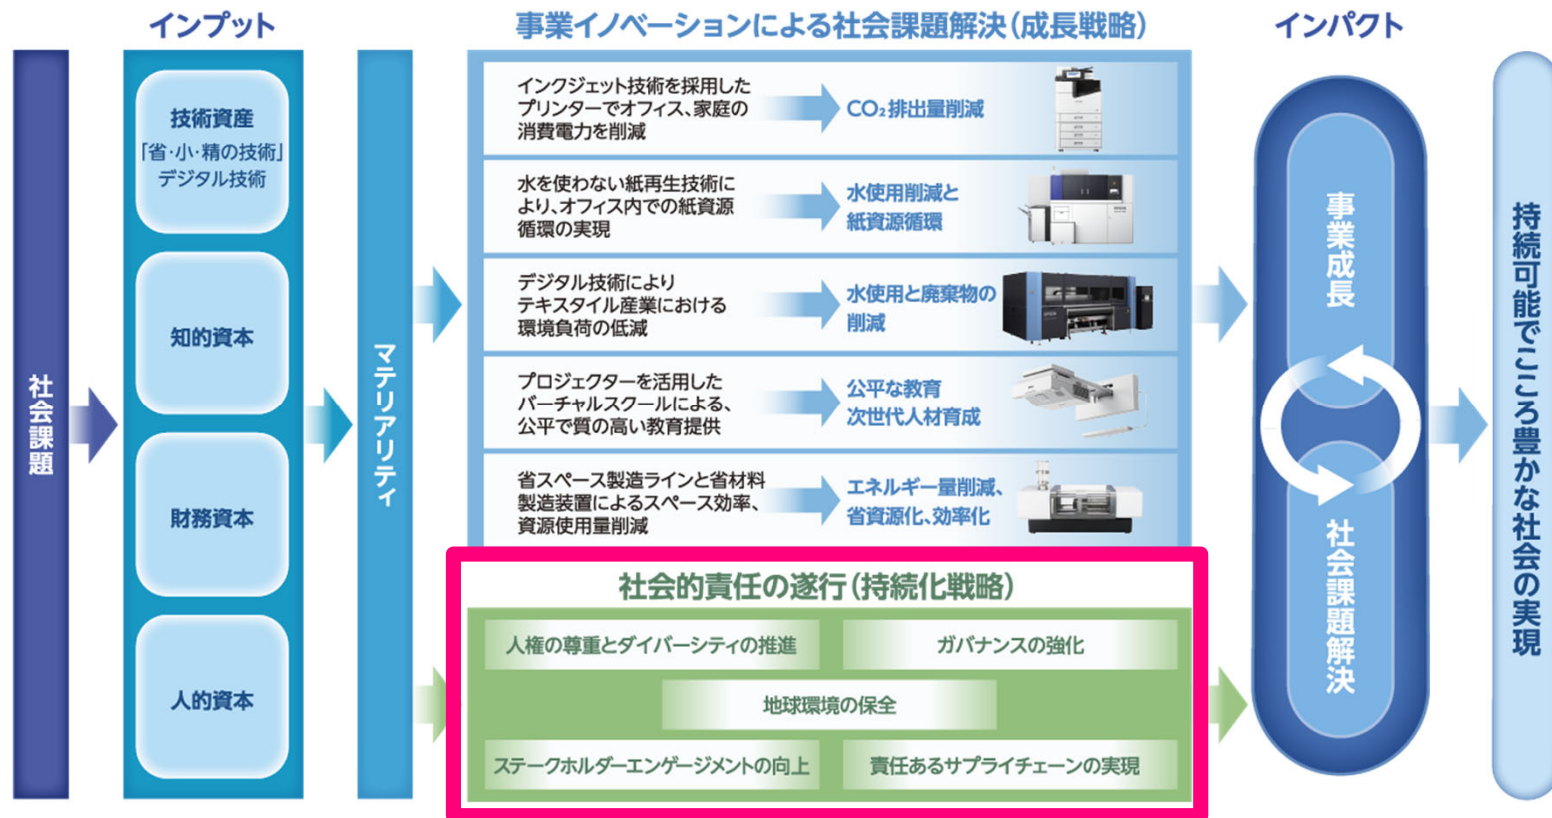 インプット
事業イノベーションによる社会課題解決(成長戦略)
インパクト
社会課題
技術資産
「省・小・精の技術」
デジタル技術
知的資本
財務資本
人的資本
マテリアリティ
インクジェット技術を採用した
プリンターでオフィス、家庭の
消費電力を削減
CO₂排出量削減
水を使わない紙再生技術に
より、オフィス内での紙資源
循環の実現
水使用削減と
紙資源循環
デジタル技術により
テキスタイル産業における
環境負荷の低減
水使用と廃棄物の
削減
プロジェクターを活用した
バーチャルスクールによる、
公平で質の高い教育提供
公平な教育
次世代人材育成
省スペース製造ラインと省材料
製造装置によるスペース効率、
資源使用量削減
エネルギー量削減、
省資源化、効率化
社会的責任の遂行(持続化戦略)
人権の尊重とダイバーシティの推進
ガバナンスの強化
地球環境の保全
ステークホルダーエンゲージメントの向上
責任あるサプライチェーンの実現
事業成長
社会課題解決
持続可能でこころ豊かな社会の実現